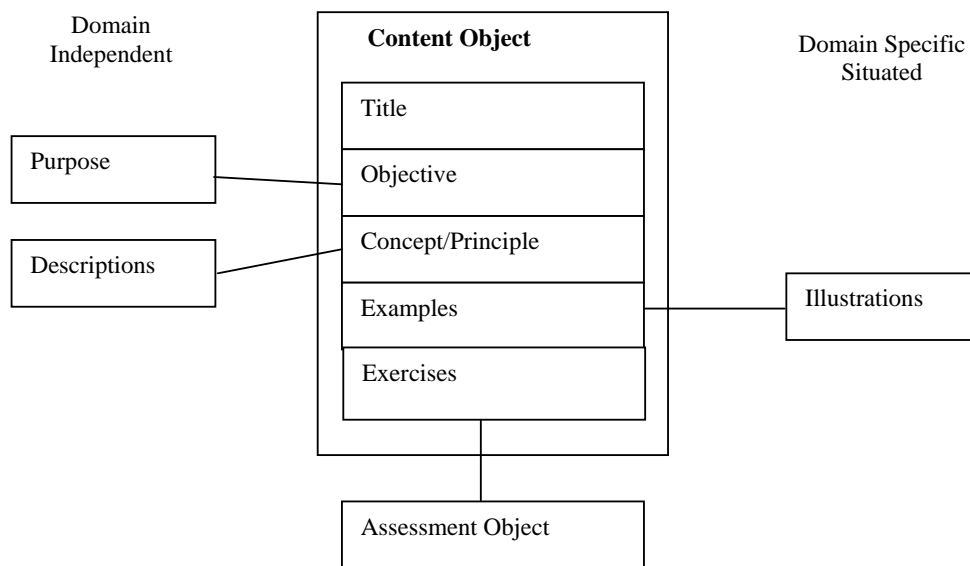 Domain
Independent
Content Object
Domain Specific
Situated
Title
Purpose
Objective
Descriptions
Concept/Principle
Examples
Illustrations
Exercises
Assessment Object